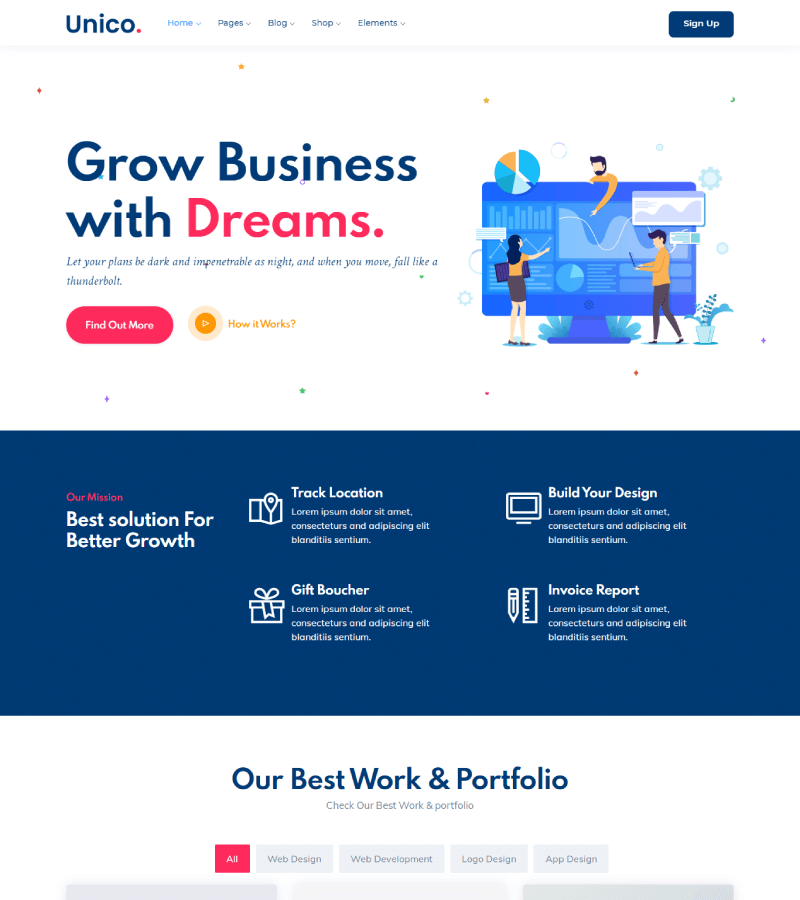 Unico.
Home Pages Blog Shop Elements
Sign Up
Grow Business
with Dreams.
Let your plans be dark and impenetrable as night, and when you move, fall like a
thunderbolt.
Find Out More
How it Works?
Our Mission
Best solution For
Better Growth
Track Location
Lorem ipsum dolor sit amet,
consecteturs and adipiscing elit
blanditiis sentium.
Build Your Design
Lorem ipsum dolor sit amet,
consecteturs and adipiscing elit
blanditiis sentium.
Gift Boucher
Lorem ipsum dolor sit amet,
consecteturs and adipiscing elit
blanditiis sentium.
Invoice Report
Lorem ipsum dolor sit amet,
consecteturs and adipiscing elit
blanditiis sentium.
Our Best Work & Portfolio
Check Our Best Work & portfolio
All
Web Design
Web Development
Logo Design
App Design